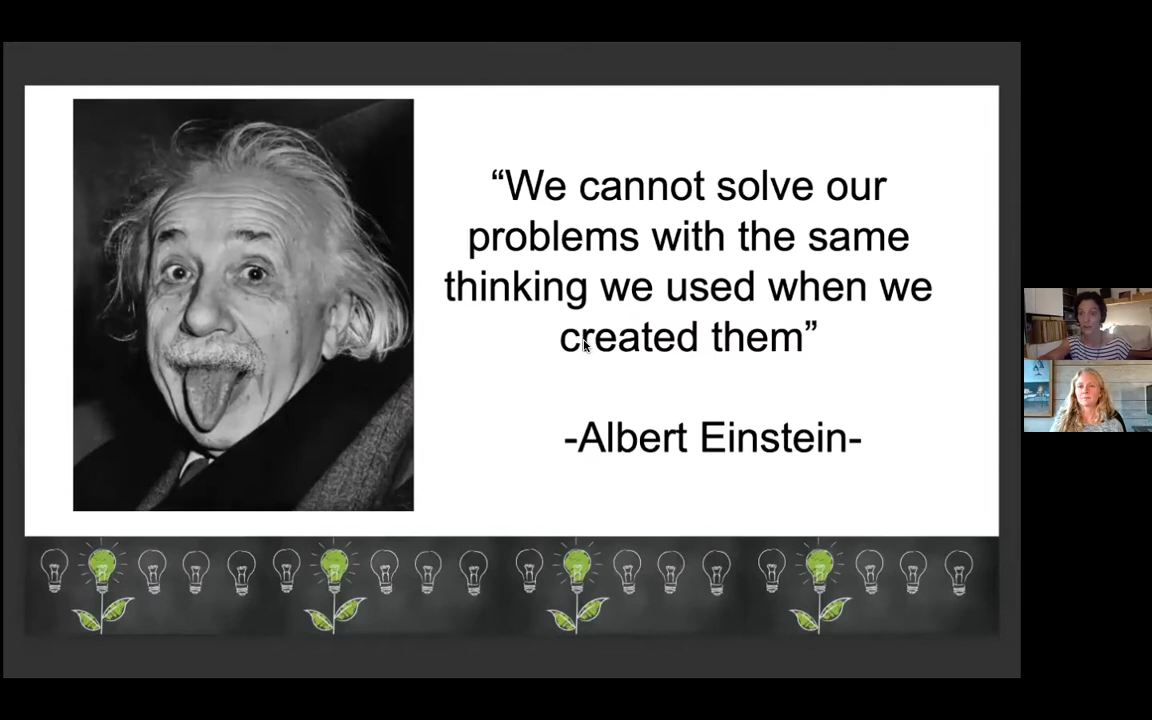 “We cannot solve our
problems with the same
thinking we used when we
created them”
-Albert Einstein-